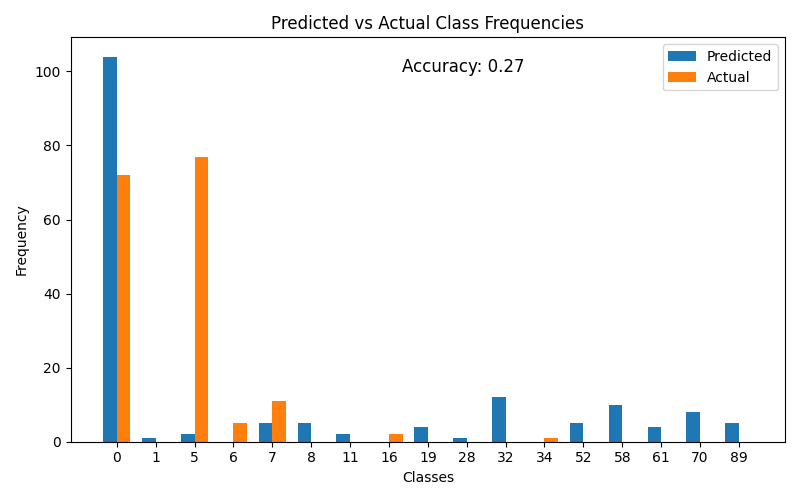 Predicted vs Actual Class Frequencies
Accuracy: 0.27
Predicted
Actual
Frequency
100
80
60
40
20
0
0 1 5 6 7 8 11 16 19 28 32 34 52 58 61 70 89
Classes